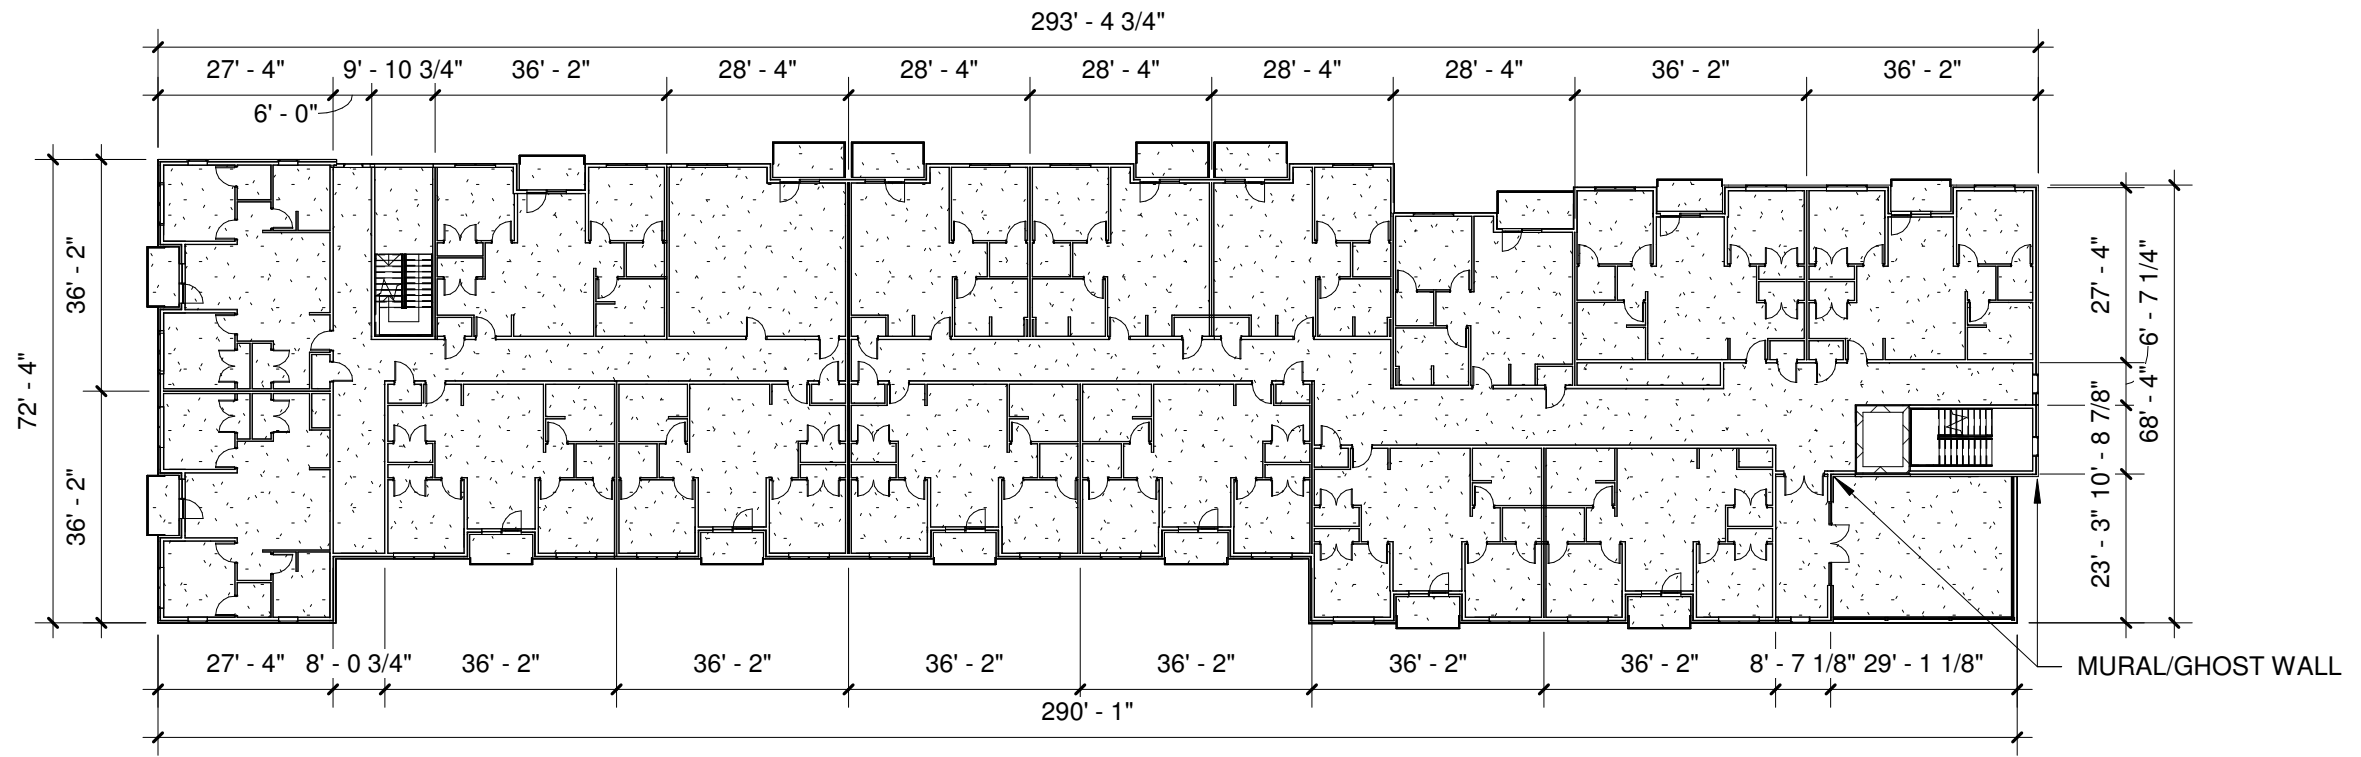 293' - 4 3/4"
27' - 4"
9' - 10 3/4"
36' - 2"
28' - 4"
28' - 4"
28' - 4"
28' - 4"
28' - 4"
36' - 2"
36' - 2"
6' - 0"
72' - 4"
36' - 2"
36' - 2"
27' - 4"
6' - 7 1/4"
10' - 8 7/8"
23' - 3"
68' - 4"
27' - 4"
8' - 0 3/4"
36' - 2"
36' - 2"
36' - 2"
36' - 2"
36' - 2"
36' - 2"
8' - 7 1/8"
29' - 1 1/8"
MURAL/GHOST WALL
290' - 1"